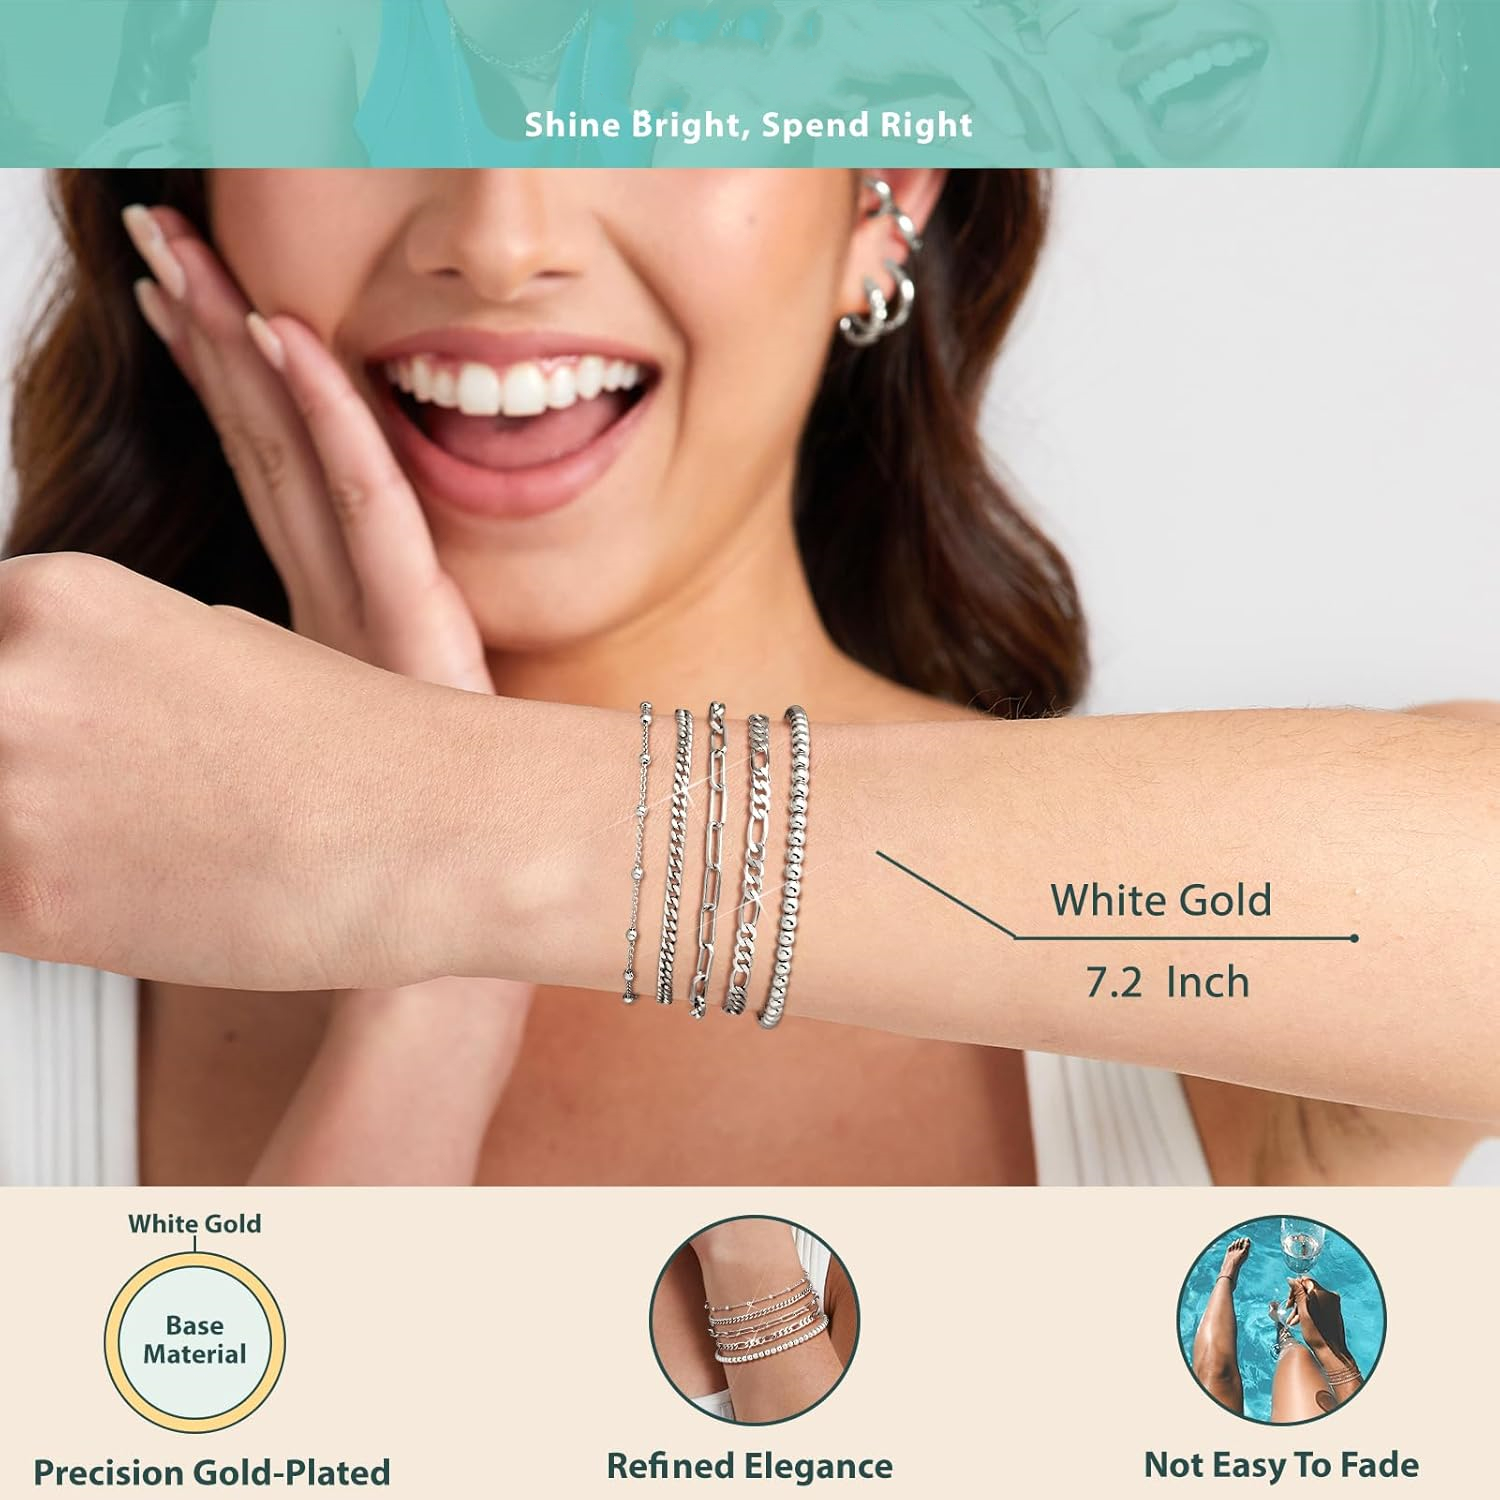 Shine Bright, Spend Right
White Gold
7.2 Inch
White Gold
Base
Material
Precision Gold-Plated
Refined Elegance
Not Easy To Fade